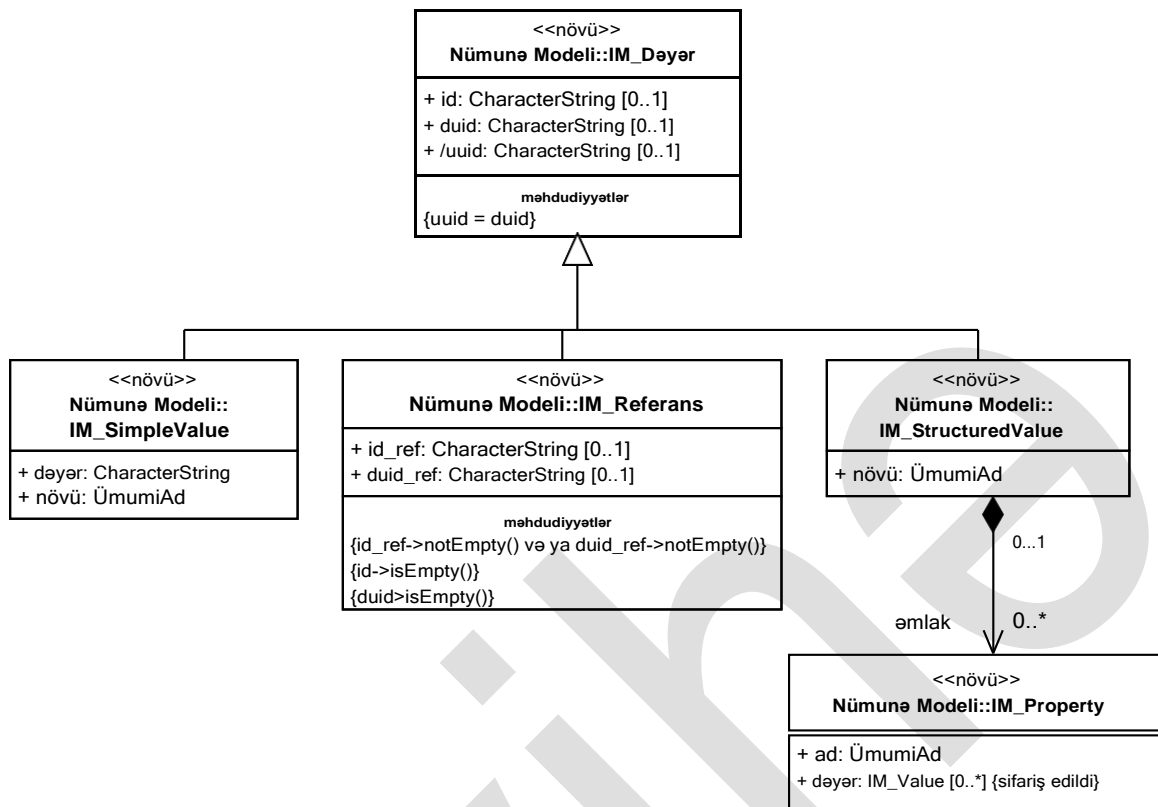 <<növü>>
Nümunə Modeli::IM_Dəyər
+ id: CharacterString [0..1]
+ duid: CharacterString [0..1]
+ /uuid: CharacterString [0..1]
məhdudiyyətlər
{uuid = duid}
<<növü>>
Nümunə Modeli::
IM_SimpleValue
+ dəyər: CharacterString
+ növü: ÜmumiAd
<<növü>>
Nümunə Modeli::IM_Referans
+ id_ref: CharacterString [0..1]
+ duid_ref: CharacterString [0..1]
məhdudiyyətlər
{id_ref->notEmpty() və ya duid_ref->notEmpty()}
{id->isEmpty()}
{duid>isEmpty()}
<<növü>>
Nümunə Modeli::
IM_StructuredValue
+ növü: ÜmumiAd
0...1
əmlak
0..*
<<növü>>
Nümunə Modeli::IM_Property
+ ad: ÜmumiAd
+ dəyər: IM_Value [0..*] {sifariş edildi}